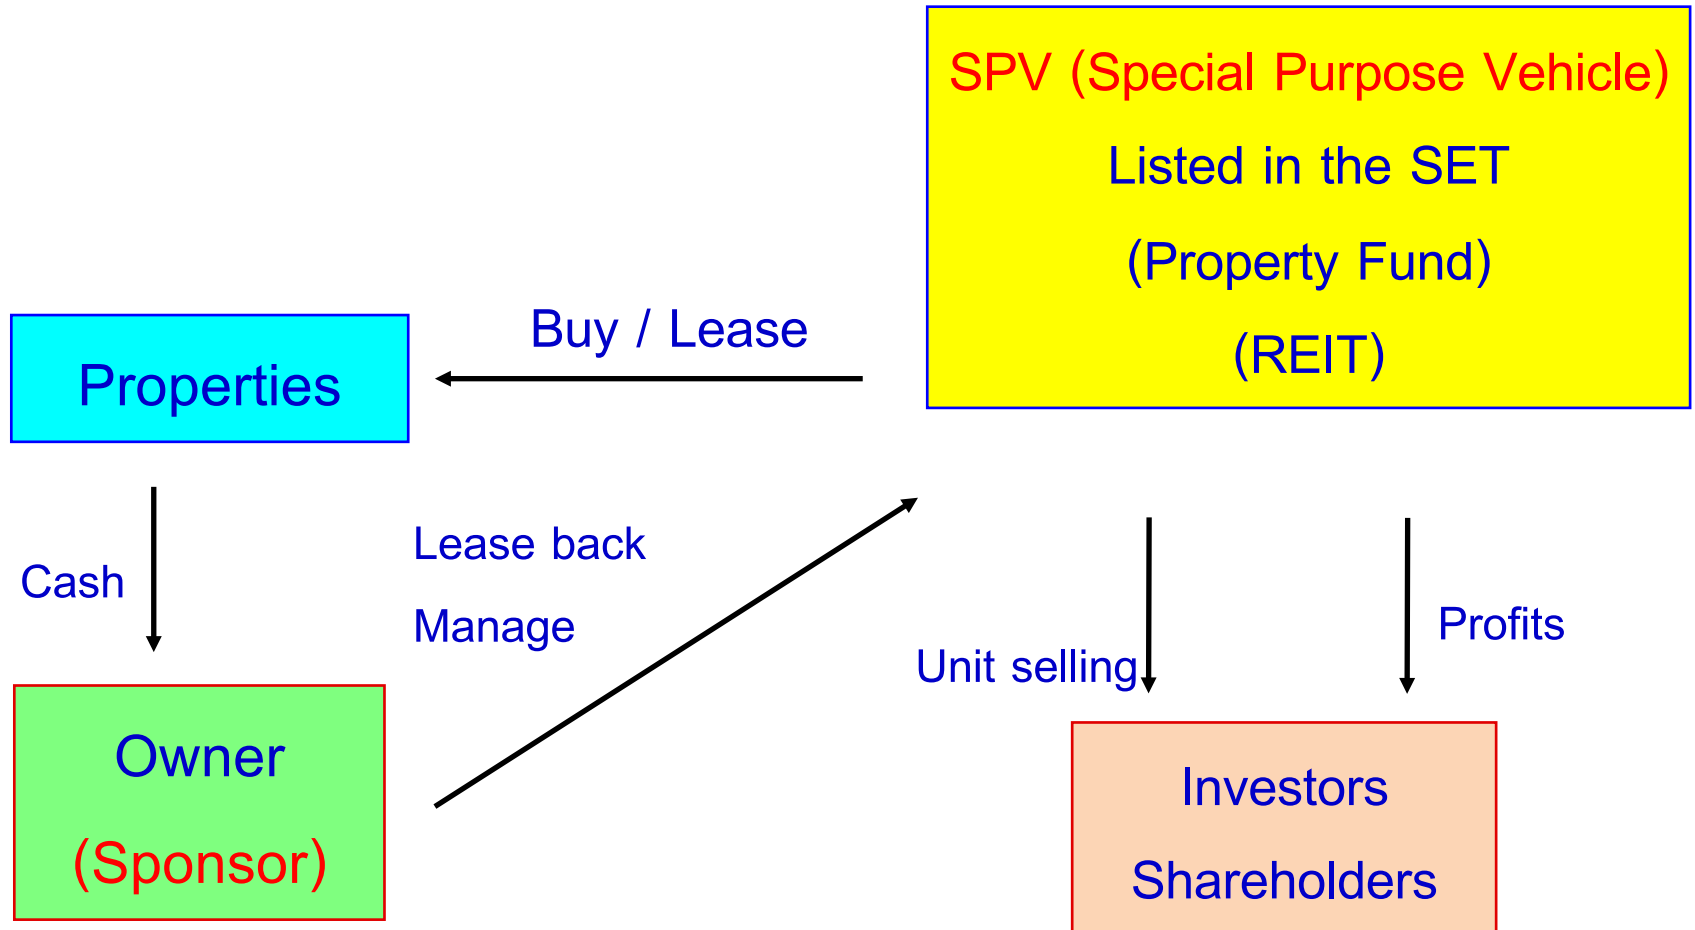 SPV (Special Purpose Vehicle)
Listed in the SET
(Property Fund)
(REIT)
Buy / Lease
Properties
Lease back
Manage
Cash
Unit selling
Profits
Owner
(Sponsor)
Investors
Shareholders